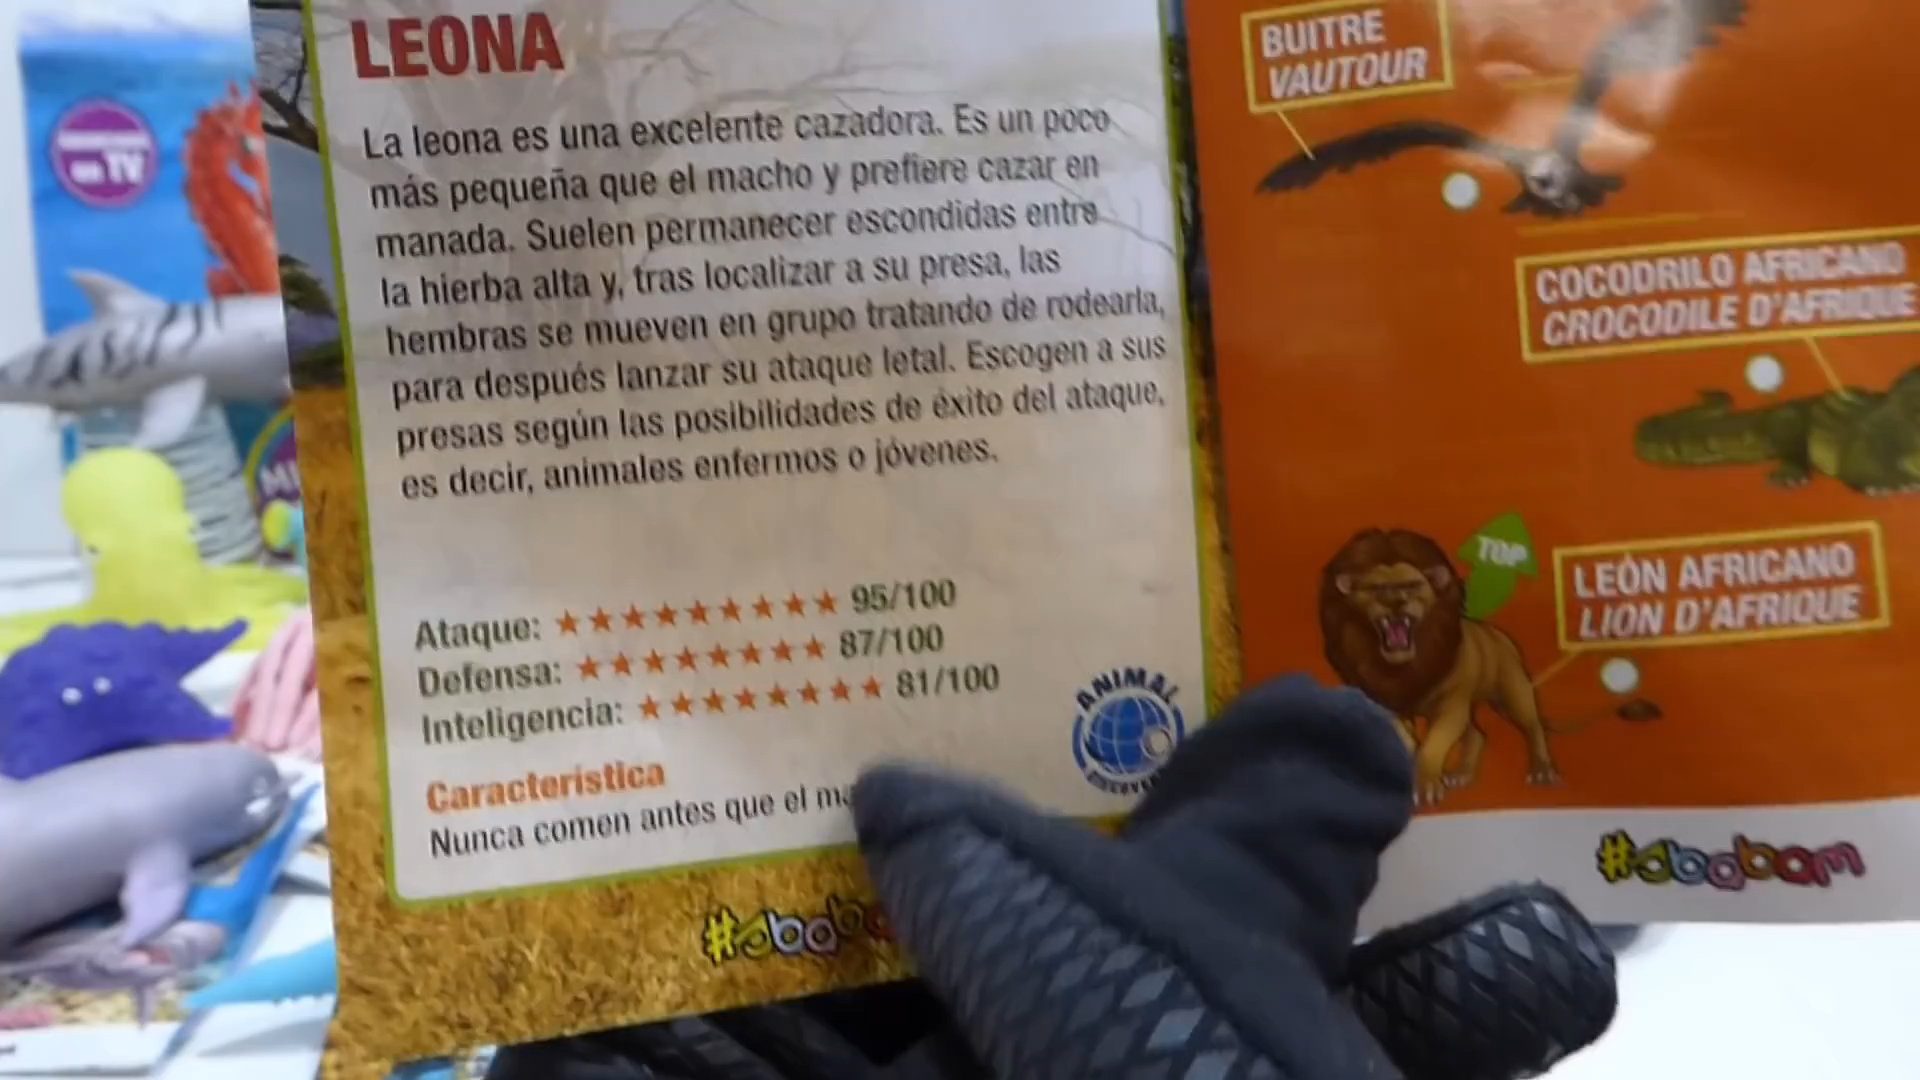 LEONA
La leona es una excelente cazadora. Es un poco
más pequeña que el macho y prefiere cazar en
manada. Suelen permanecer escondidas entre
la hierba alta y, tras localizar a su presa, las
hembras se mueven en grupo tratando de rodearla,
para después lanzar su ataque letal. Escogen a sus
presas según las posibilidades de éxito del ataque,
es decir, animales enfermos o jóvenes.
Ataque: ★★★★★★★★★ 95/100
Defensa: ★★★★★★★★ 87/100
Inteligencia: ★★★★★★★★ 81/100
Característica
Nunca comen antes que el
ANIMAL
BUITRE
VAUTOUR
COCODRILO AFRICANO
CROCODILE D'AFRIQUE
TOP
LEÓN AFRICANO
LION D'AFRIQUE
#sbabam
en TV